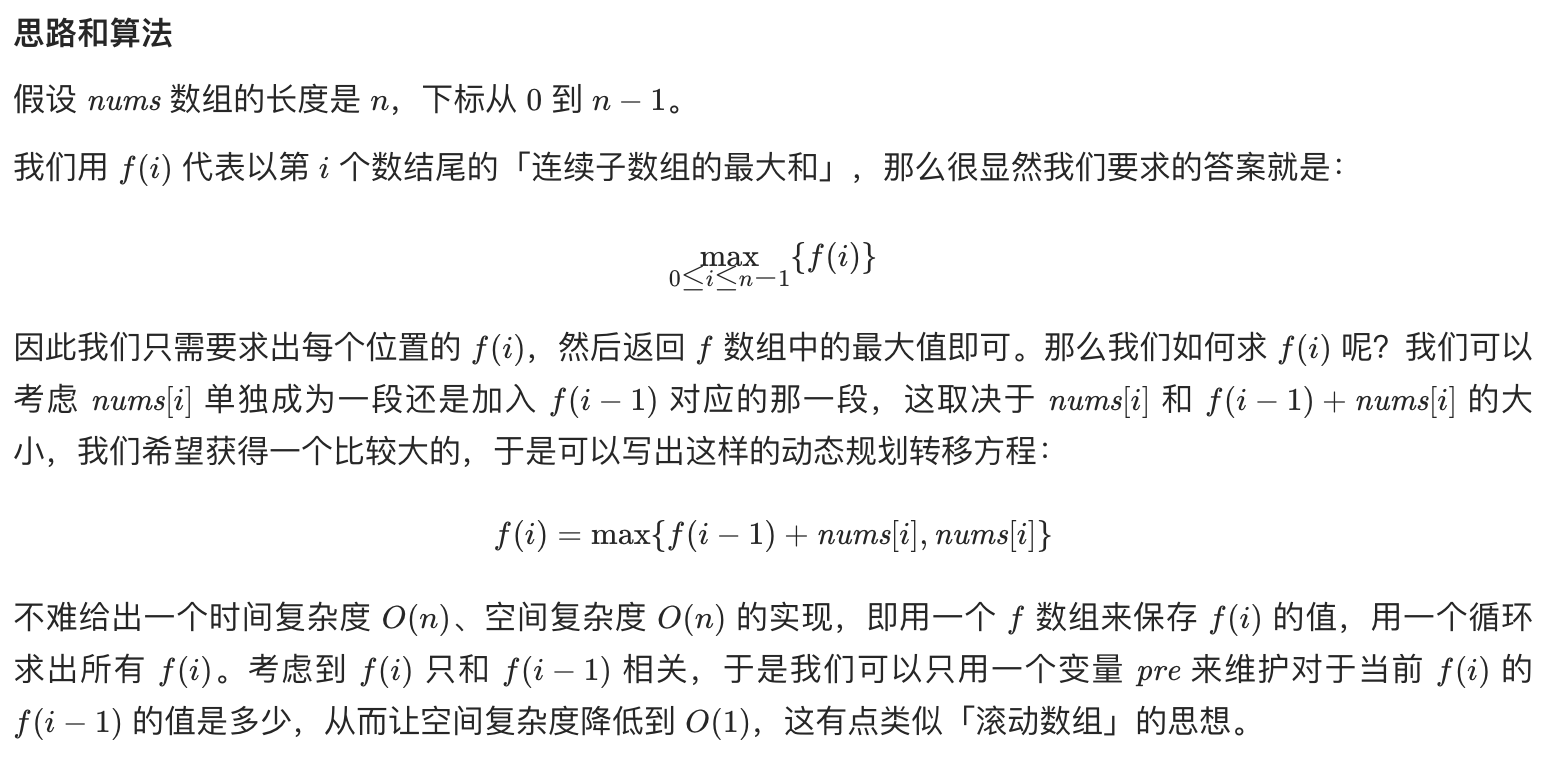 思路和算法
假设 nums 数组的长度是 n，下标从 0 到 n − 1。
我们用 f(i) 代表以第 i 个数结尾的「连续子数组的最大和」，那么很显然我们要求的答案就是：
max {f(i)}
0≤i≤n−1
因此我们只需要求出每个位置的 f(i)，然后返回 f 数组中的最大值即可。那么我们如何求 f(i) 呢？我们可以
考虑 nums[i] 单独成为一段还是加入 f(i − 1) 对应的那一段，这取决于 nums[i] 和 f(i − 1) + nums[i] 的大
小，我们希望获得一个比较大的，于是可以写出这样的动态规划转移方程：
f(i) = max{f(i − 1) + nums[i], nums[i]}
不难给出一个时间复杂度 O(n)、空间复杂度 O(n) 的实现，即用一个 f 数组来保存 f(i) 的值，用一个循环
求出所有 f(i)。考虑到 f(i) 只和 f(i − 1) 相关，于是我们可以只用一个变量 pre 来维护对于当前 f(i) 的
f(i − 1) 的值是多少，从而让空间复杂度降低到 O(1)，这有点类似「滚动数组」的思想。